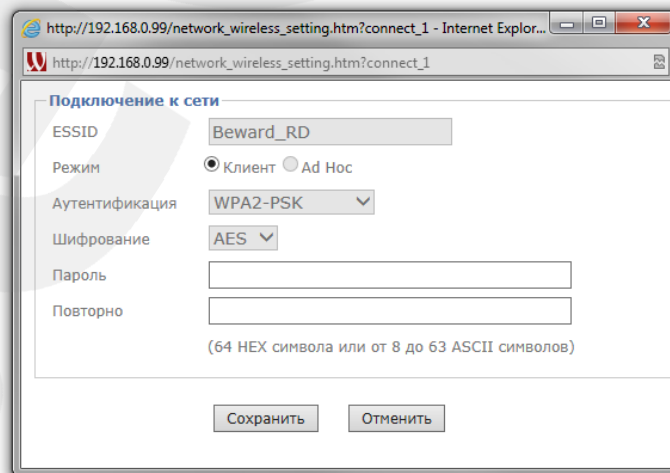 http://192.168.0.99/network_wireless_setting.htm?connect_1 - Internet Explor...
http://192.168.0.99/network_wireless_setting.htm?connect_1
Подключение к сети
ESSID Beward_RD
Режим Клиент Ad Hoc
Аутентификация WPA2-PSK
Шифрование AES
Пароль
Повторно
(64 HEX символа или от 8 до 63 ASCII символов)
Сохранить Отменить